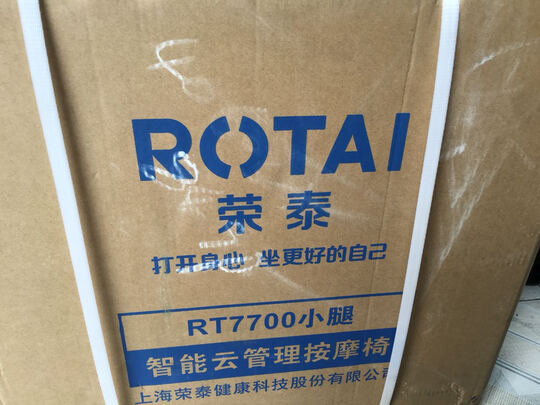 ROTAI
荣泰
打开身心 坐更好的自己
RT7700小腿
智能云管理按摩椅
上海荣泰健康科技股份有限公司